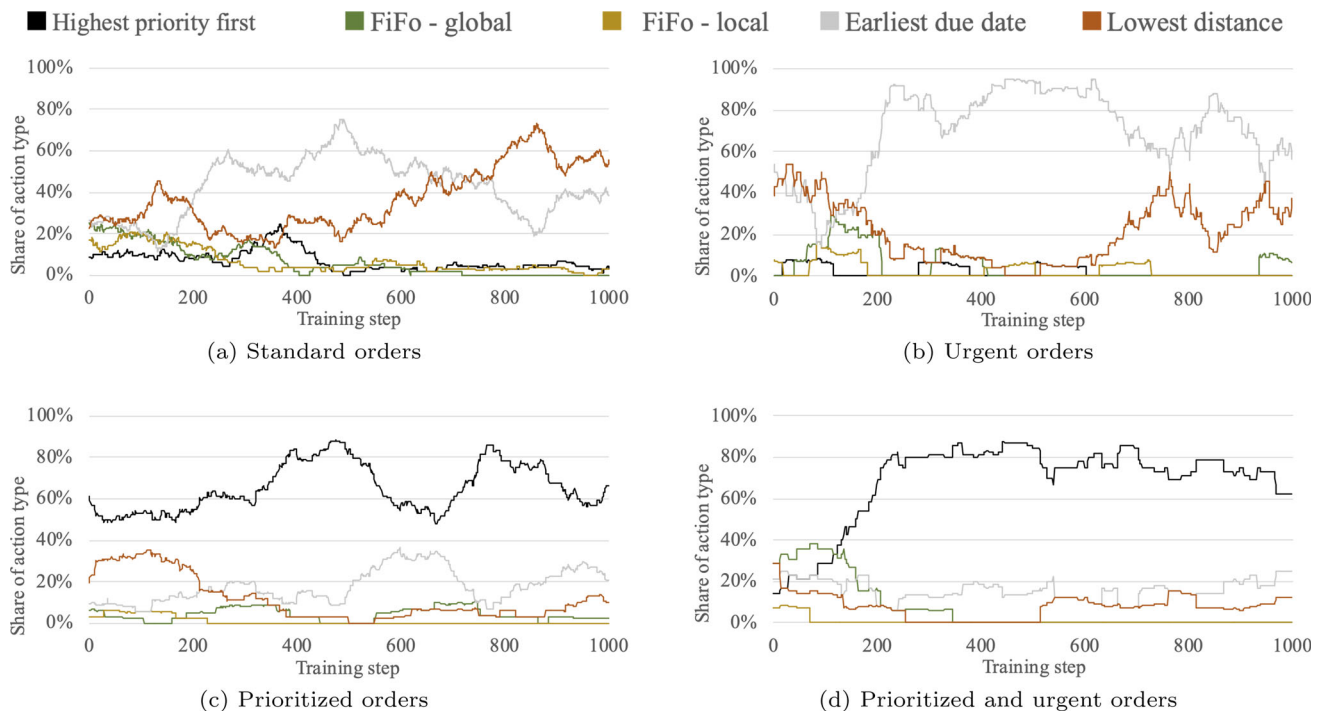 Highest priority first FiFo - global FiFo - local Earliest due date Lowest distance
Share of action type
100%
80%
60%
40%
20%
0%
0 200 400 600 800 1000
Training step
(a) Standard orders
Share of action type
100%
80%
60%
40%
20%
0%
0 200 400 600 800 1000
Training step
(b) Urgent orders
Share of action type
100%
80%
60%
40%
20%
0%
0 200 400 600 800 1000
Training step
(c) Prioritized orders
Share of action type
100%
80%
60%
40%
20%
0%
0 200 400 600 800 1000
Training step
(d) Prioritized and urgent orders